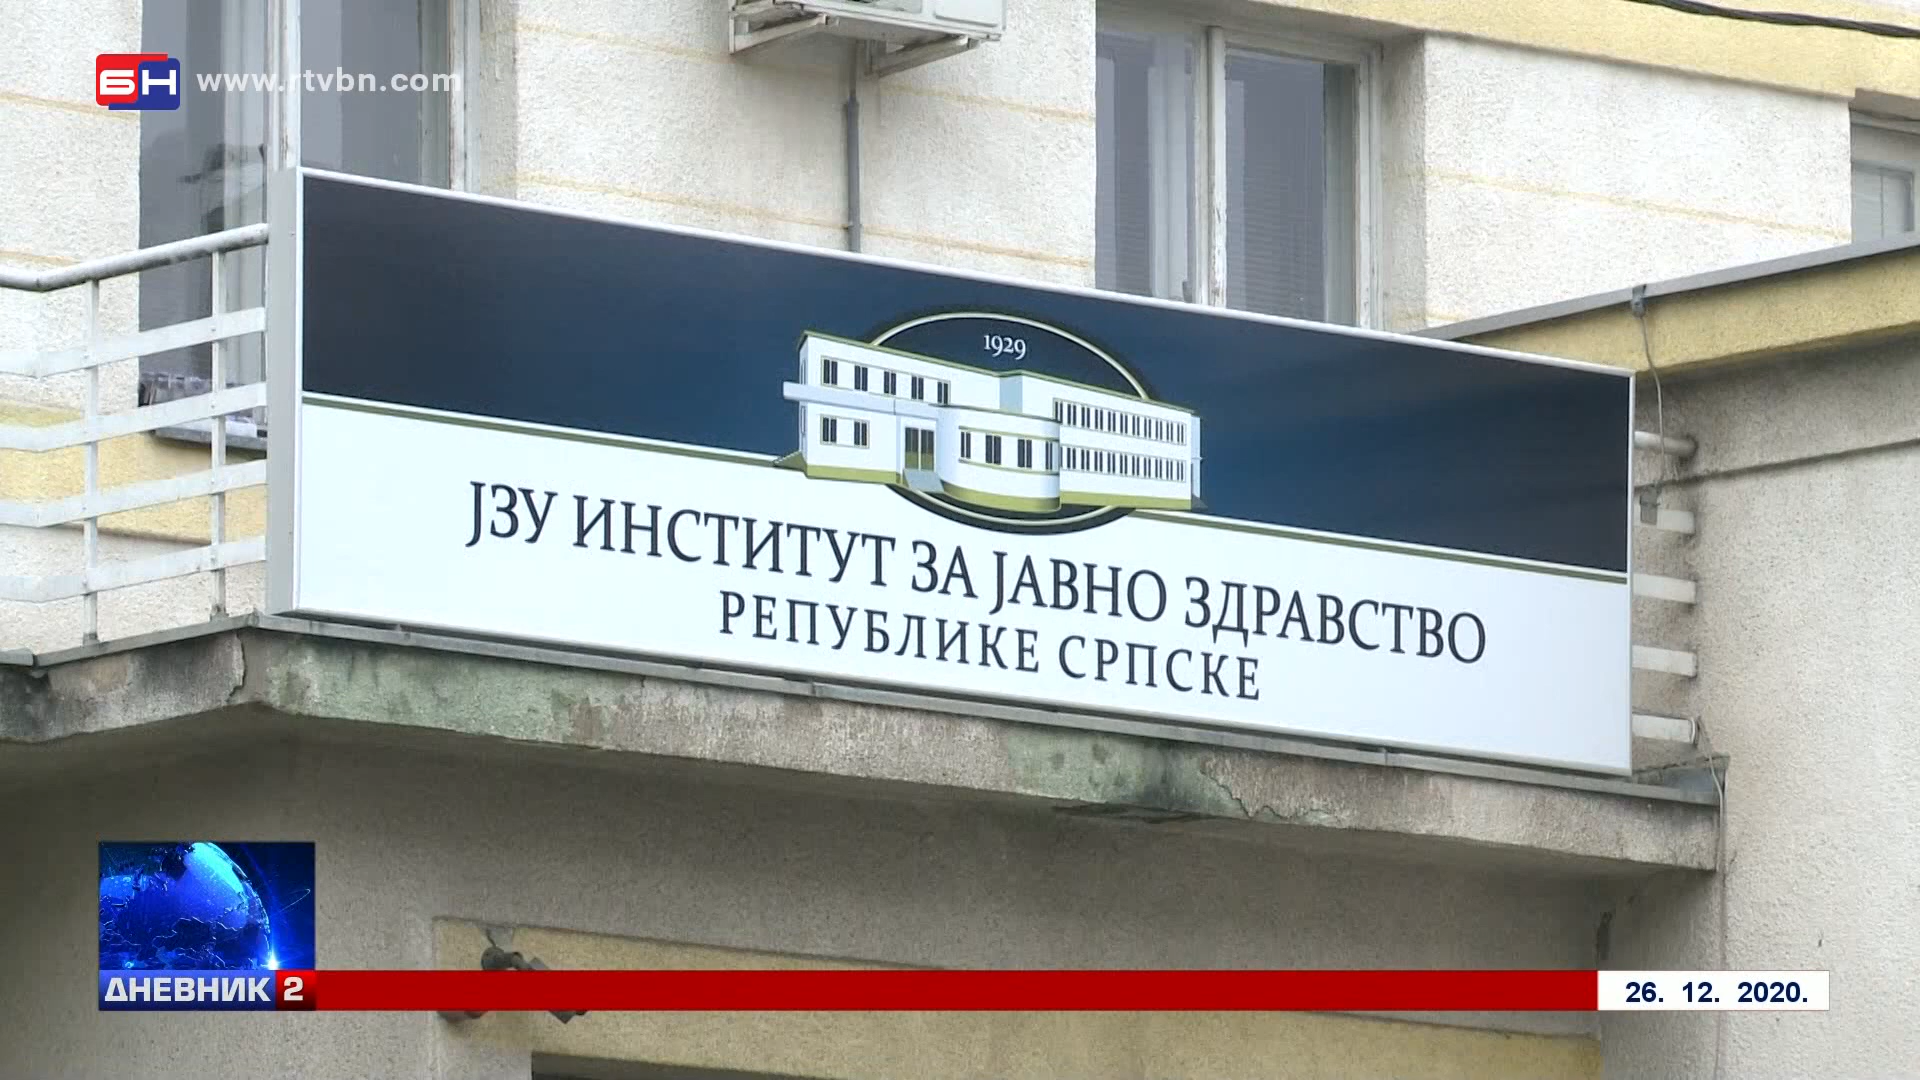 БН www.rtvbn.com
1929
ЈЗУ ИНСТИТУТ ЗА ЈАВНО ЗДРАВСТВО
РЕПУБЛИКЕ СРПСКЕ
ДНЕВНИК 2
26. 12. 2020.